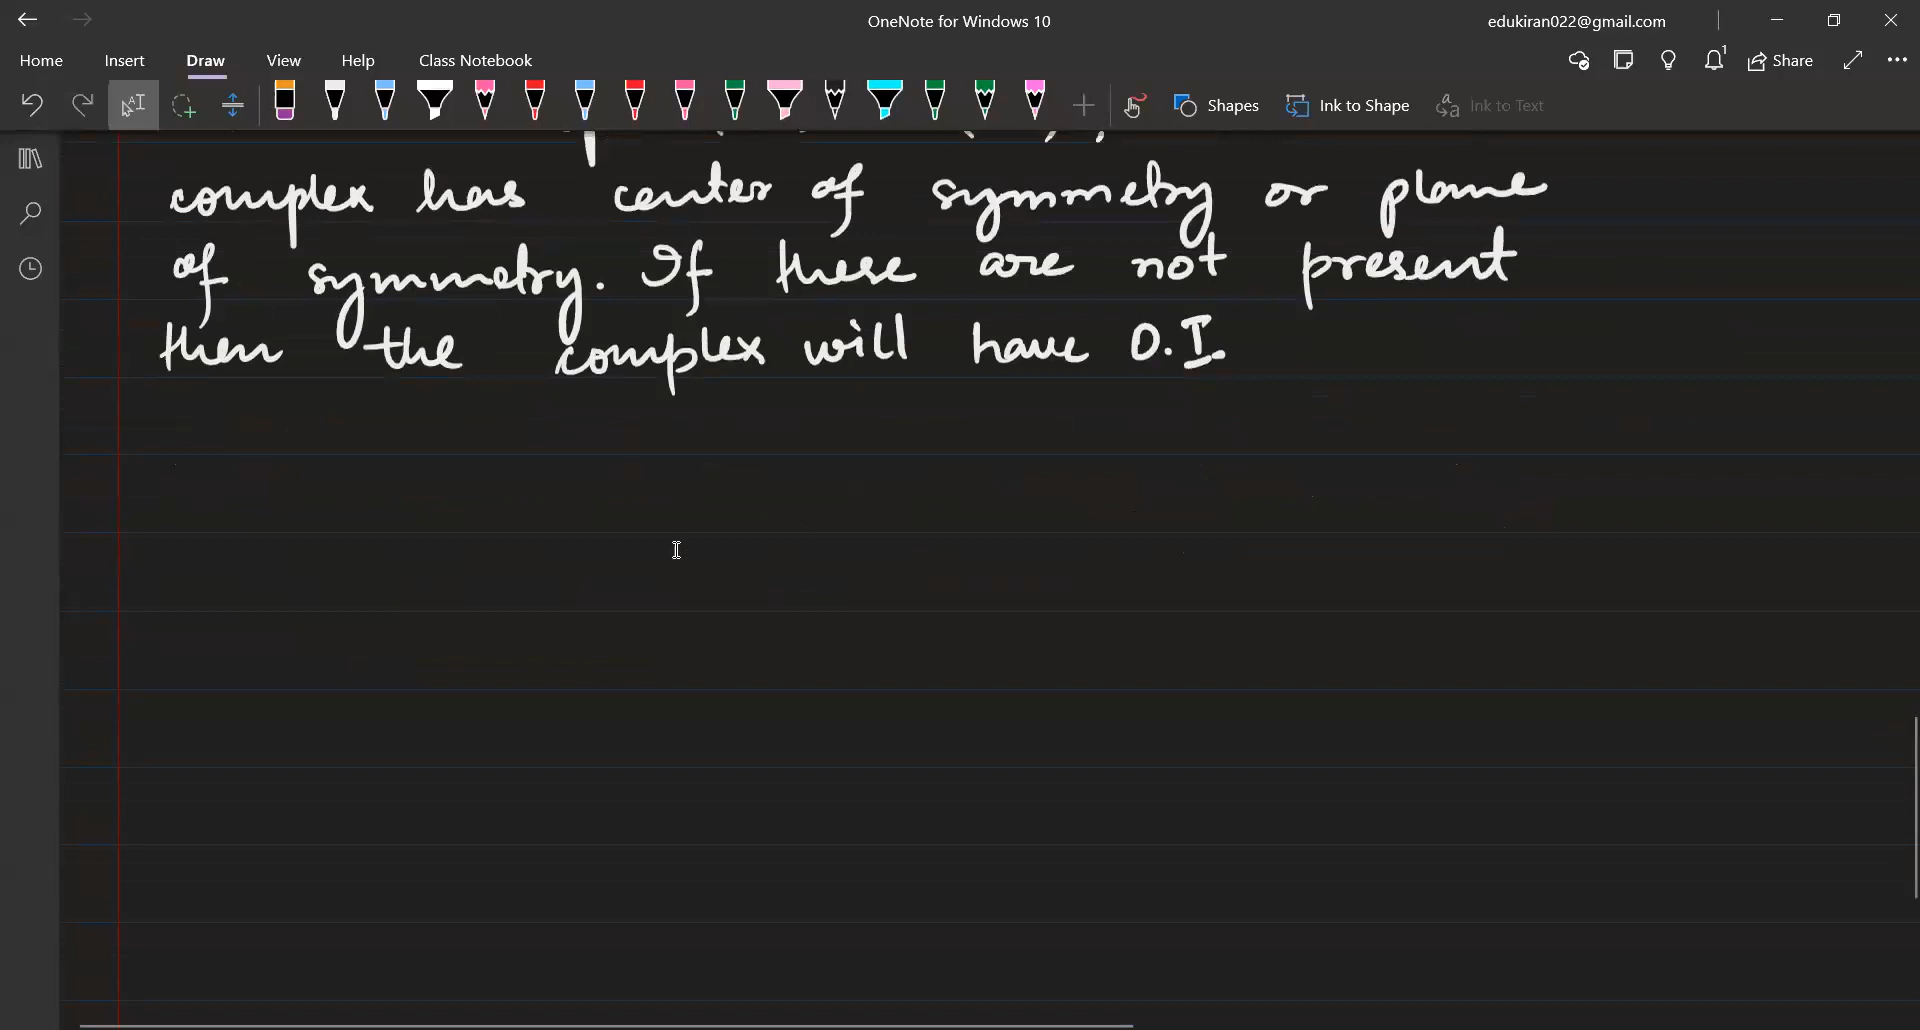 OneNote for Windows 10
edukiran022@gmail.com
Home Insert Draw View Help Class Notebook
1
Share
Shapes Ink to Shape Ink to Text
complex has center of symmetry or plane
of symmetry. If these are not present
then the complex will have O.I.